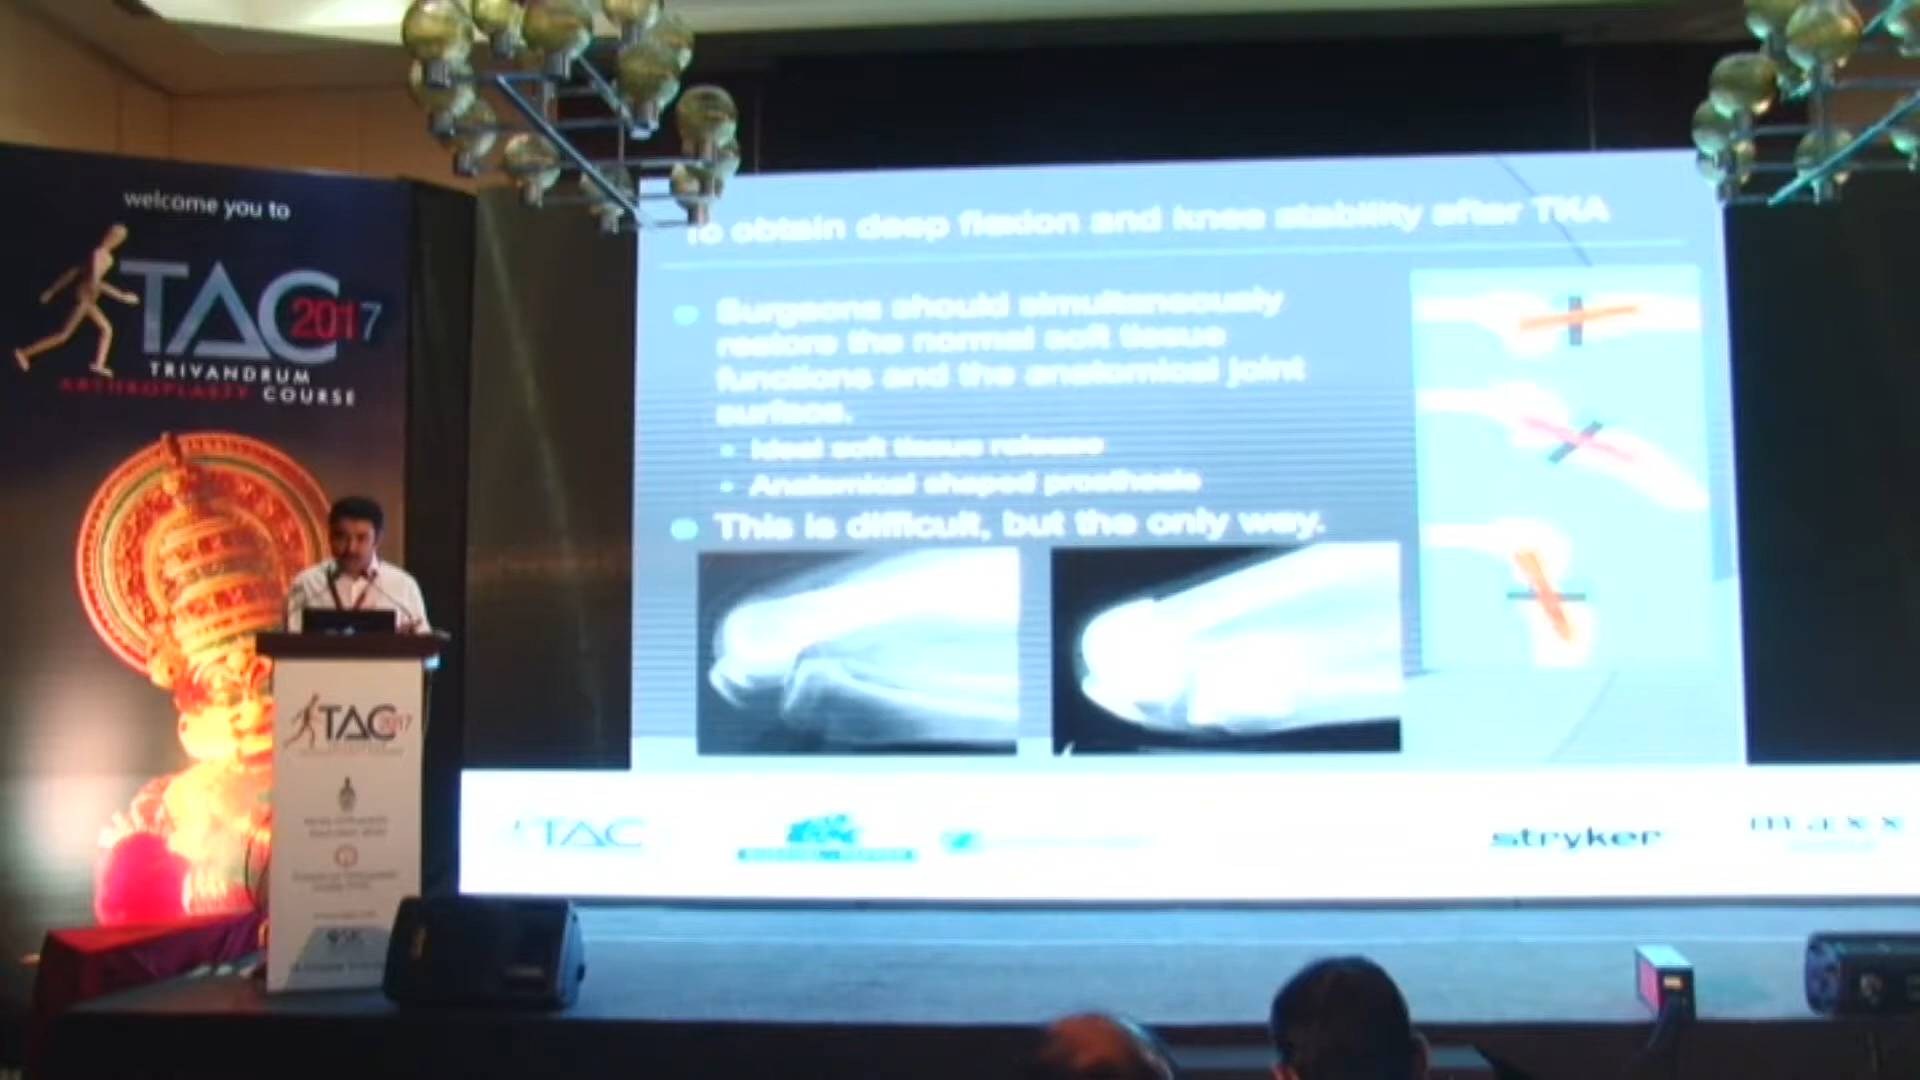 welcome you to
TAC 2017
TRIVANDRUM
ARTHROPLASTY COURSE
To obtain deep flexion and knee stability after TKA
Surgeons should simultaneously
restore the normal soft tissue
functions and the anatomical joint
surface.
Ideal soft tissue release
Anatomical shaped prosthesis
This is difficult, but the only way.
TAC 2017
TAC
stryker
maxx